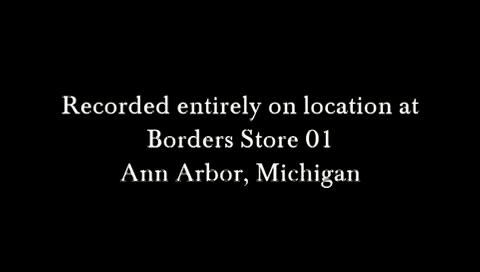 Recorded entirely on location at
Borders Store 01
Ann Arbor, Michigan